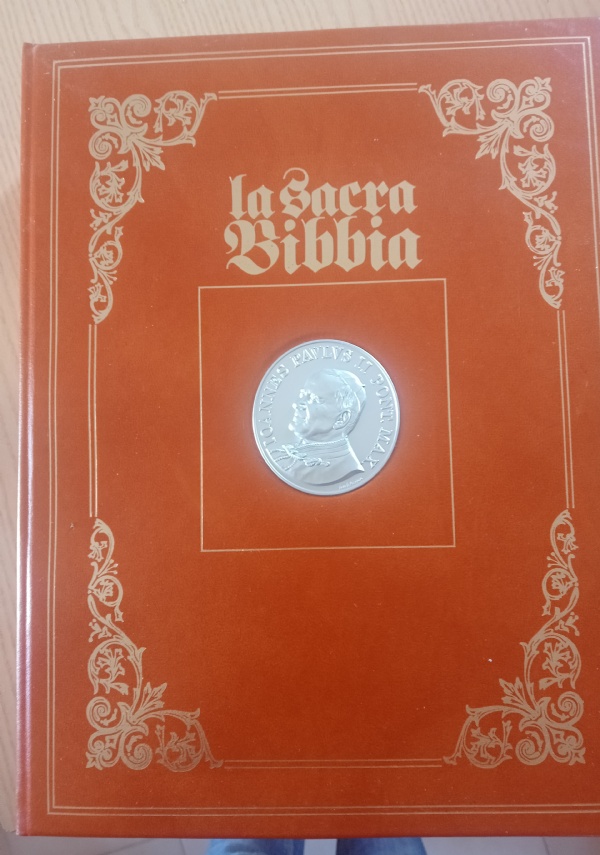 la Sacra
Bibbia
IOANNES PAVLVS II PONT MAX